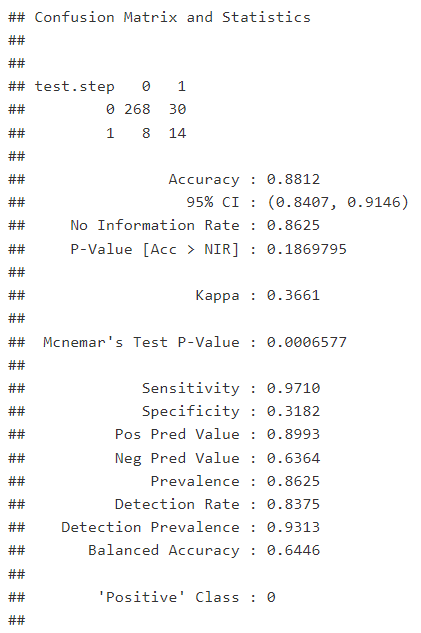 ## Confusion Matrix and Statistics
##
##
## test.step   0   1
##         0 268  30
##         1   8  14
##
##                Accuracy : 0.8812
##                  95% CI : (0.8407, 0.9146)
##     No Information Rate : 0.8625
##     P-Value [Acc > NIR] : 0.1869795
##
##                   Kappa : 0.3661
##
##  Mcnemar's Test P-Value : 0.0006577
##
##             Sensitivity : 0.9710
##             Specificity : 0.3182
##          Pos Pred Value : 0.8993
##          Neg Pred Value : 0.6364
##              Prevalence : 0.8625
##          Detection Rate : 0.8375
##    Detection Prevalence : 0.9313
##       Balanced Accuracy : 0.6446
##
##        'Positive' Class : 0
##